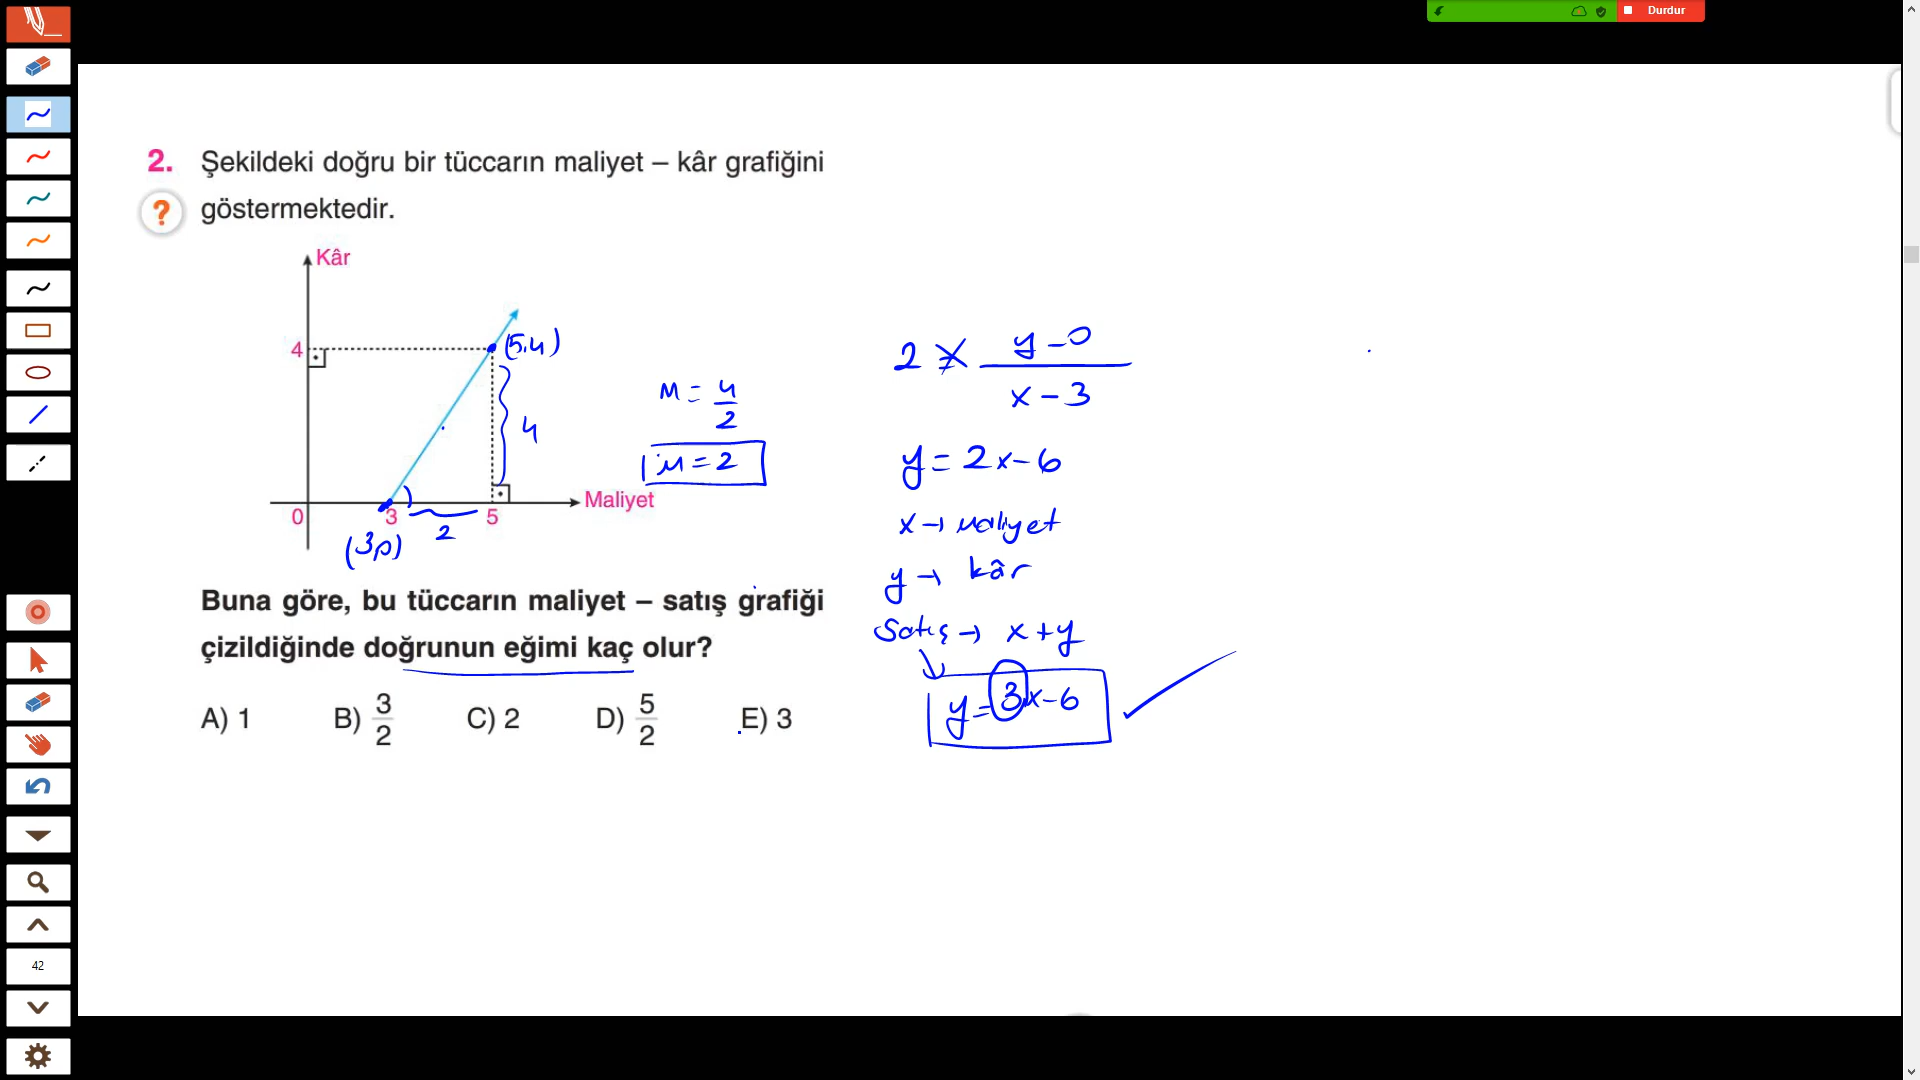 Durdur
2. Şekildeki doğru bir tüccarın maliyet – kâr grafiğini
göstermektedir.
?
Kâr
4
(5,4)
4
0
3
5
Maliyet
2
(3,0)
M = 4/2
m = 2
2 = y-0 / x-3
y = 2x-6
x → maliyet
y → kâr
Satış → x+y
y = 3x-6
Buna göre, bu tüccarın maliyet – satış grafiği
çizildiğinde doğrunun eğimi kaç olur?
A) 1 B) 3/2 C) 2 D) 5/2 E) 3
42